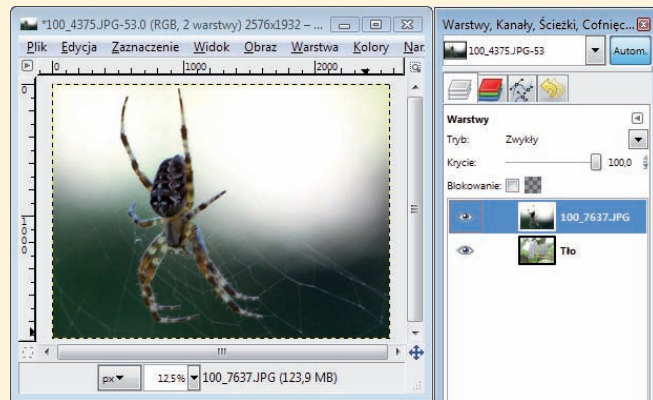 *100_4375.JPG-53.0 (RGB, 2 warstwy) 2576x1932 – ...
Plik Edycja Zaznaczenie Widok Obraz Warstwa Kolory Nar
0 1000 2000
0
1000
px 12,5% 100_7637.JPG (123,9 MB)
Warstwy, Kanały, Ścieżki, Cofnięc...
100_4375.JPG-53 Autom.
Warstwy
Tryb: Zwykły
Krycie: 100,0
Blokowanie:
100_7637.JPG
Tło